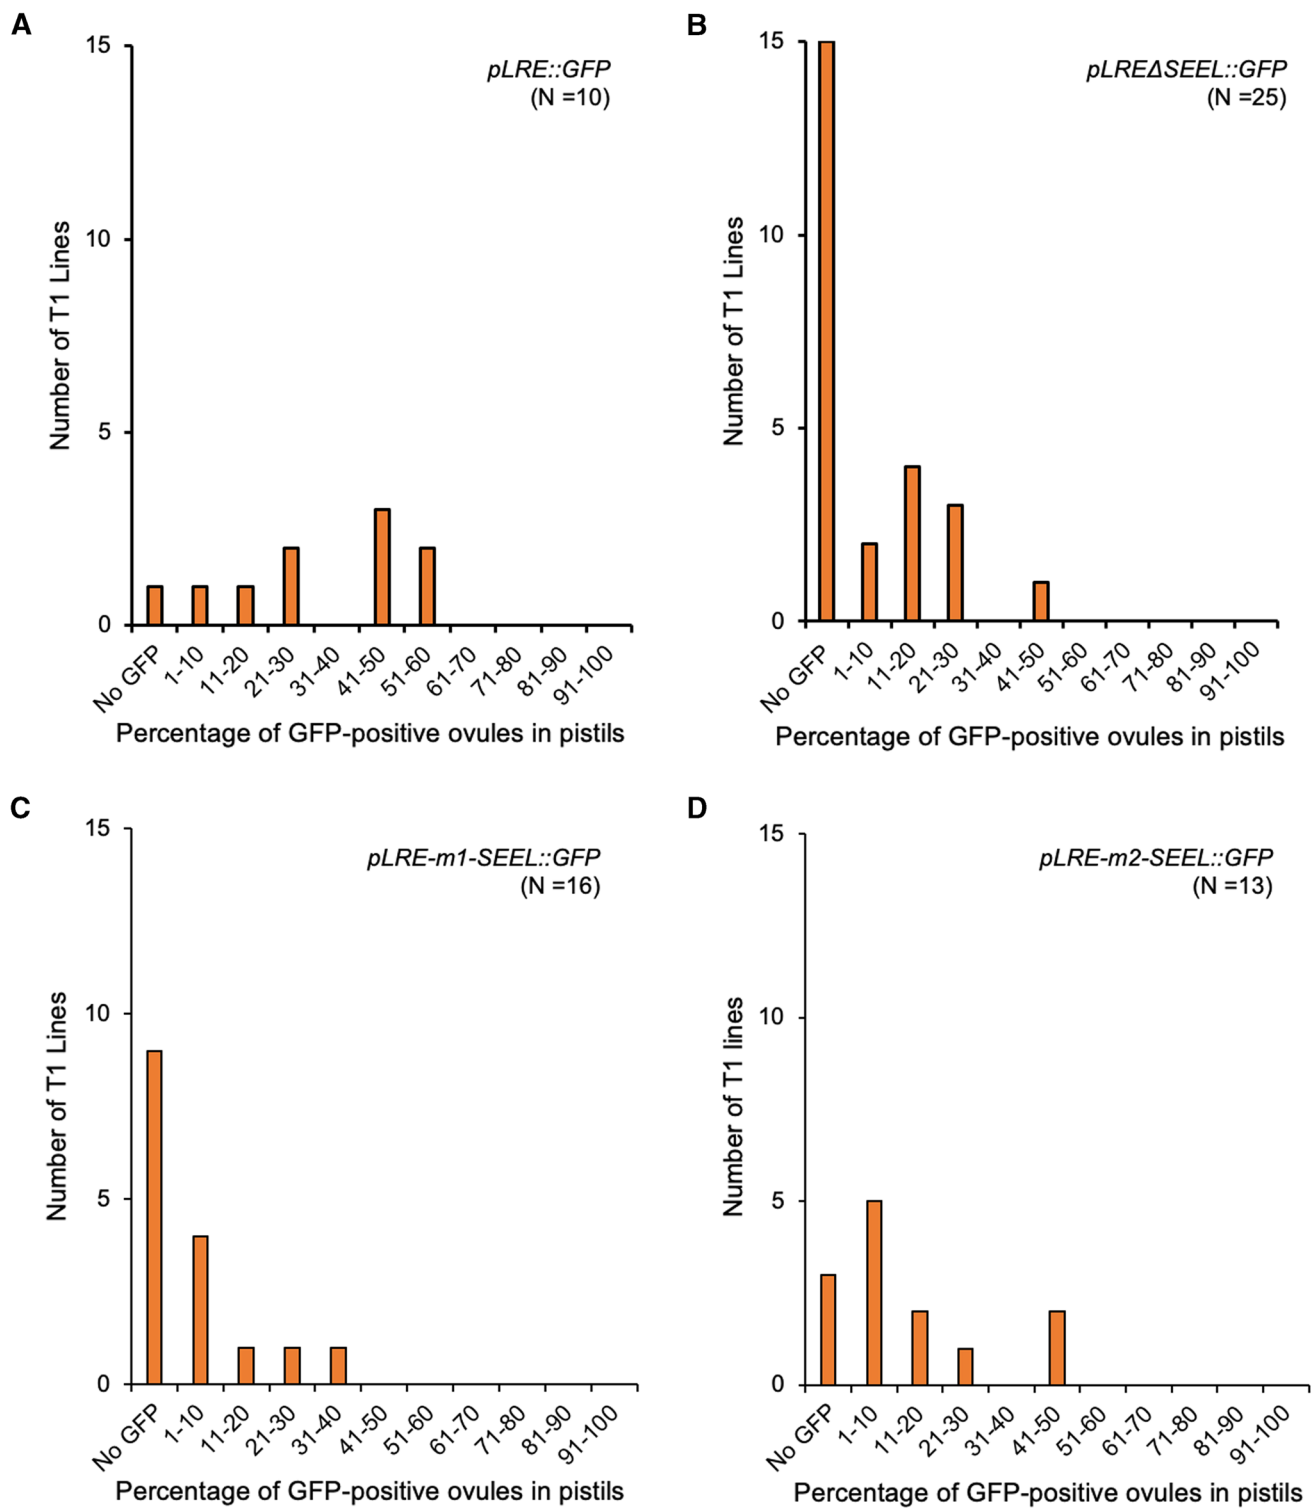 A
15
10
5
0
Number of T1 Lines
pLRE::GFP
(N =10)
No GFP
1-10
11-20
21-30
31-40
41-50
51-60
61-70
71-80
81-90
91-100
Percentage of GFP-positive ovules in pistils
B
15
10
5
0
Number of T1 Lines
pLREΔSEEL::GFP
(N =25)
No GFP
1-10
11-20
21-30
31-40
41-50
51-60
61-70
71-80
81-90
91-100
Percentage of GFP-positive ovules in pistils
C
15
10
5
0
Number of T1 Lines
pLRE-m1-SEEL::GFP
(N =16)
No GFP
1-10
11-20
21-30
31-40
41-50
51-60
61-70
71-80
81-90
91-100
Percentage of GFP-positive ovules in pistils
D
15
10
5
0
Number of T1 lines
pLRE-m2-SEEL::GFP
(N =13)
No GFP
1-10
11-20
21-30
31-40
41-50
51-60
61-70
71-80
81-90
91-100
Percentage of GFP-positive ovules in pistils